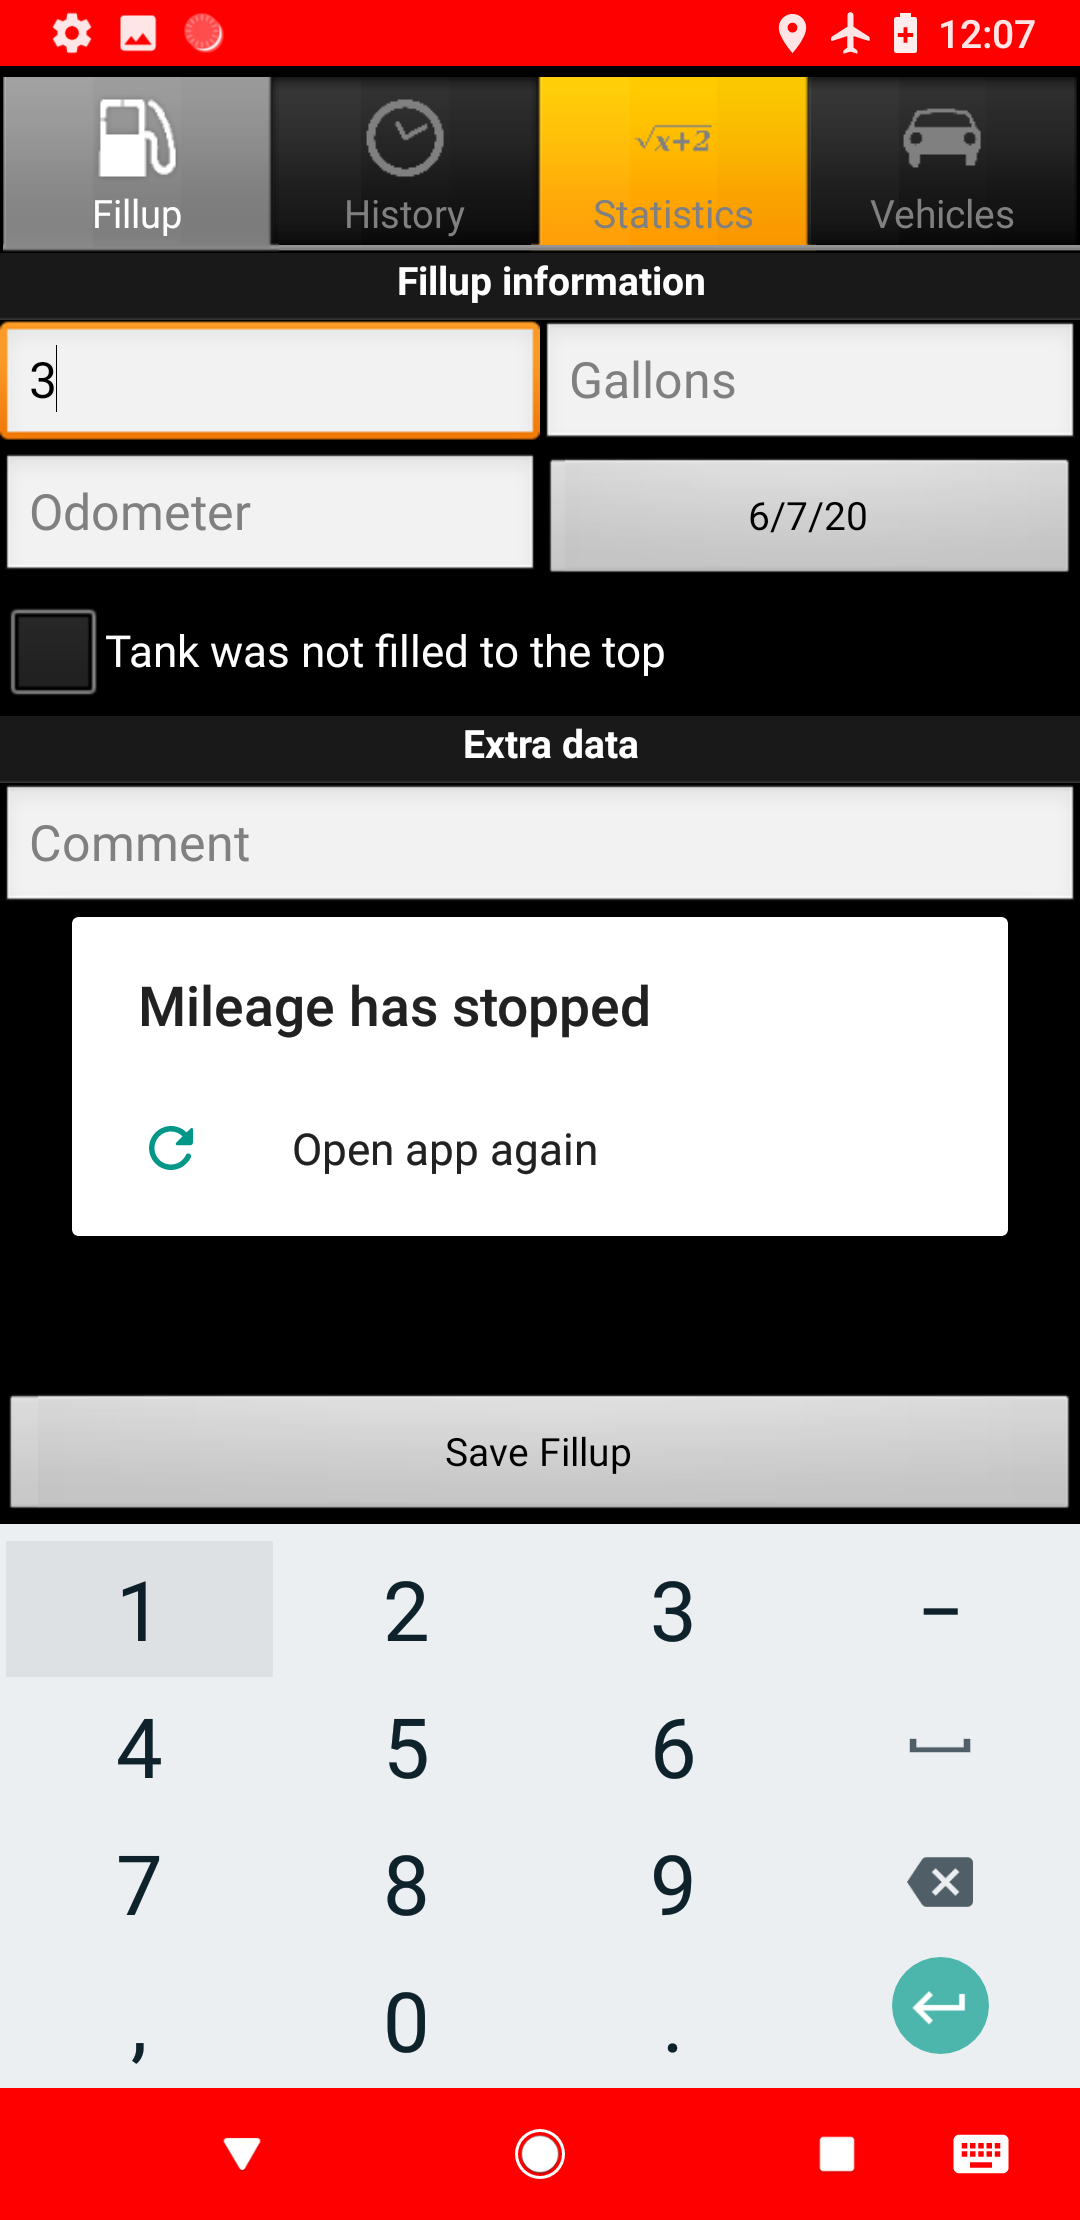 12:07
Fillup
History
√x+2
Statistics
Vehicles
Fillup information
3
Gallons
Odometer
6/7/20
Tank was not filled to the top
Extra data
Comment
Mileage has stopped
Open app again
Save Fillup
1 2 3 –
4 5 6
7 8 9
, 0 .